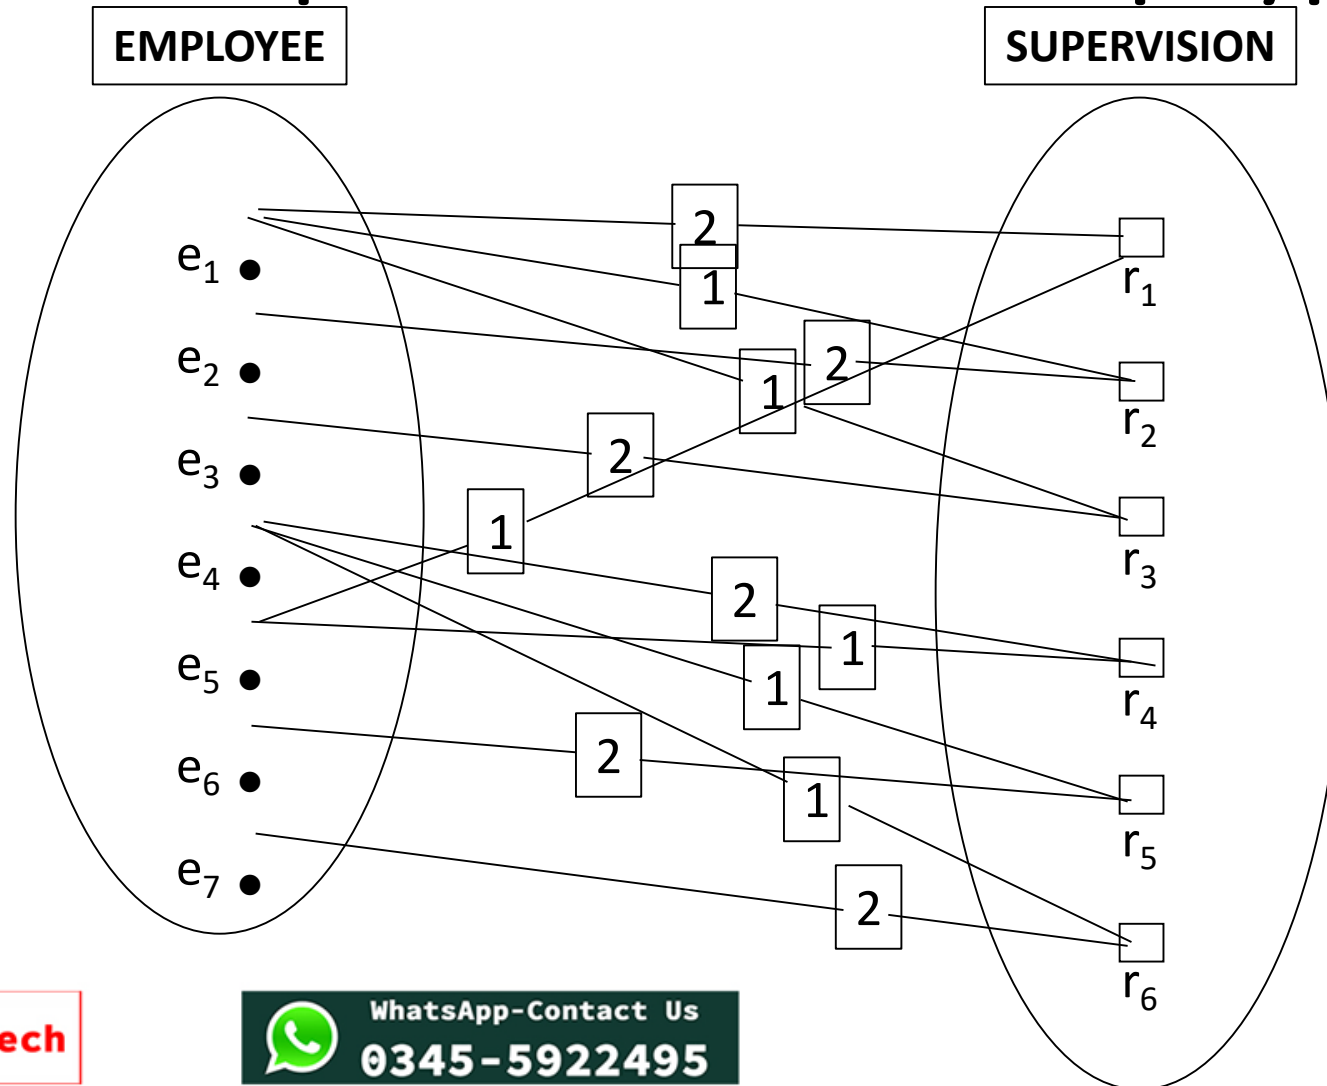 EMPLOYEE
SUPERVISION
2
1
2
1
2
1
2
1
1
2
1
2
e1
e2
e3
e4
e5
e6
e7
r1
r2
r3
r4
r5
r6
ech
WhatsApp-Contact Us
0345-5922495